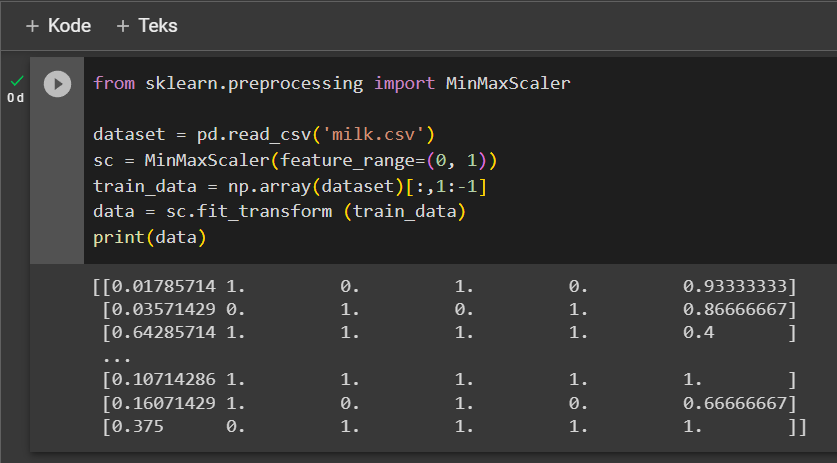 + Kode + Teks
from sklearn.preprocessing import MinMaxScaler
0d
dataset = pd.read_csv('milk.csv')
sc = MinMaxScaler(feature_range=(0, 1))
train_data = np.array(dataset)[:,1:-1]
data = sc.fit_transform (train_data)
print(data)
[[0.01785714 1. 0. 1. 0. 0.93333333]
[0.03571429 0. 1. 0. 1. 0.86666667]
[0.64285714 1. 1. 1. 1. 0.4 ]
...
[0.10714286 1. 1. 1. 1. 1. ]
[0.16071429 1. 0. 1. 0. 0.66666667]
[0.375 0. 1. 1. 1. 1. ]]